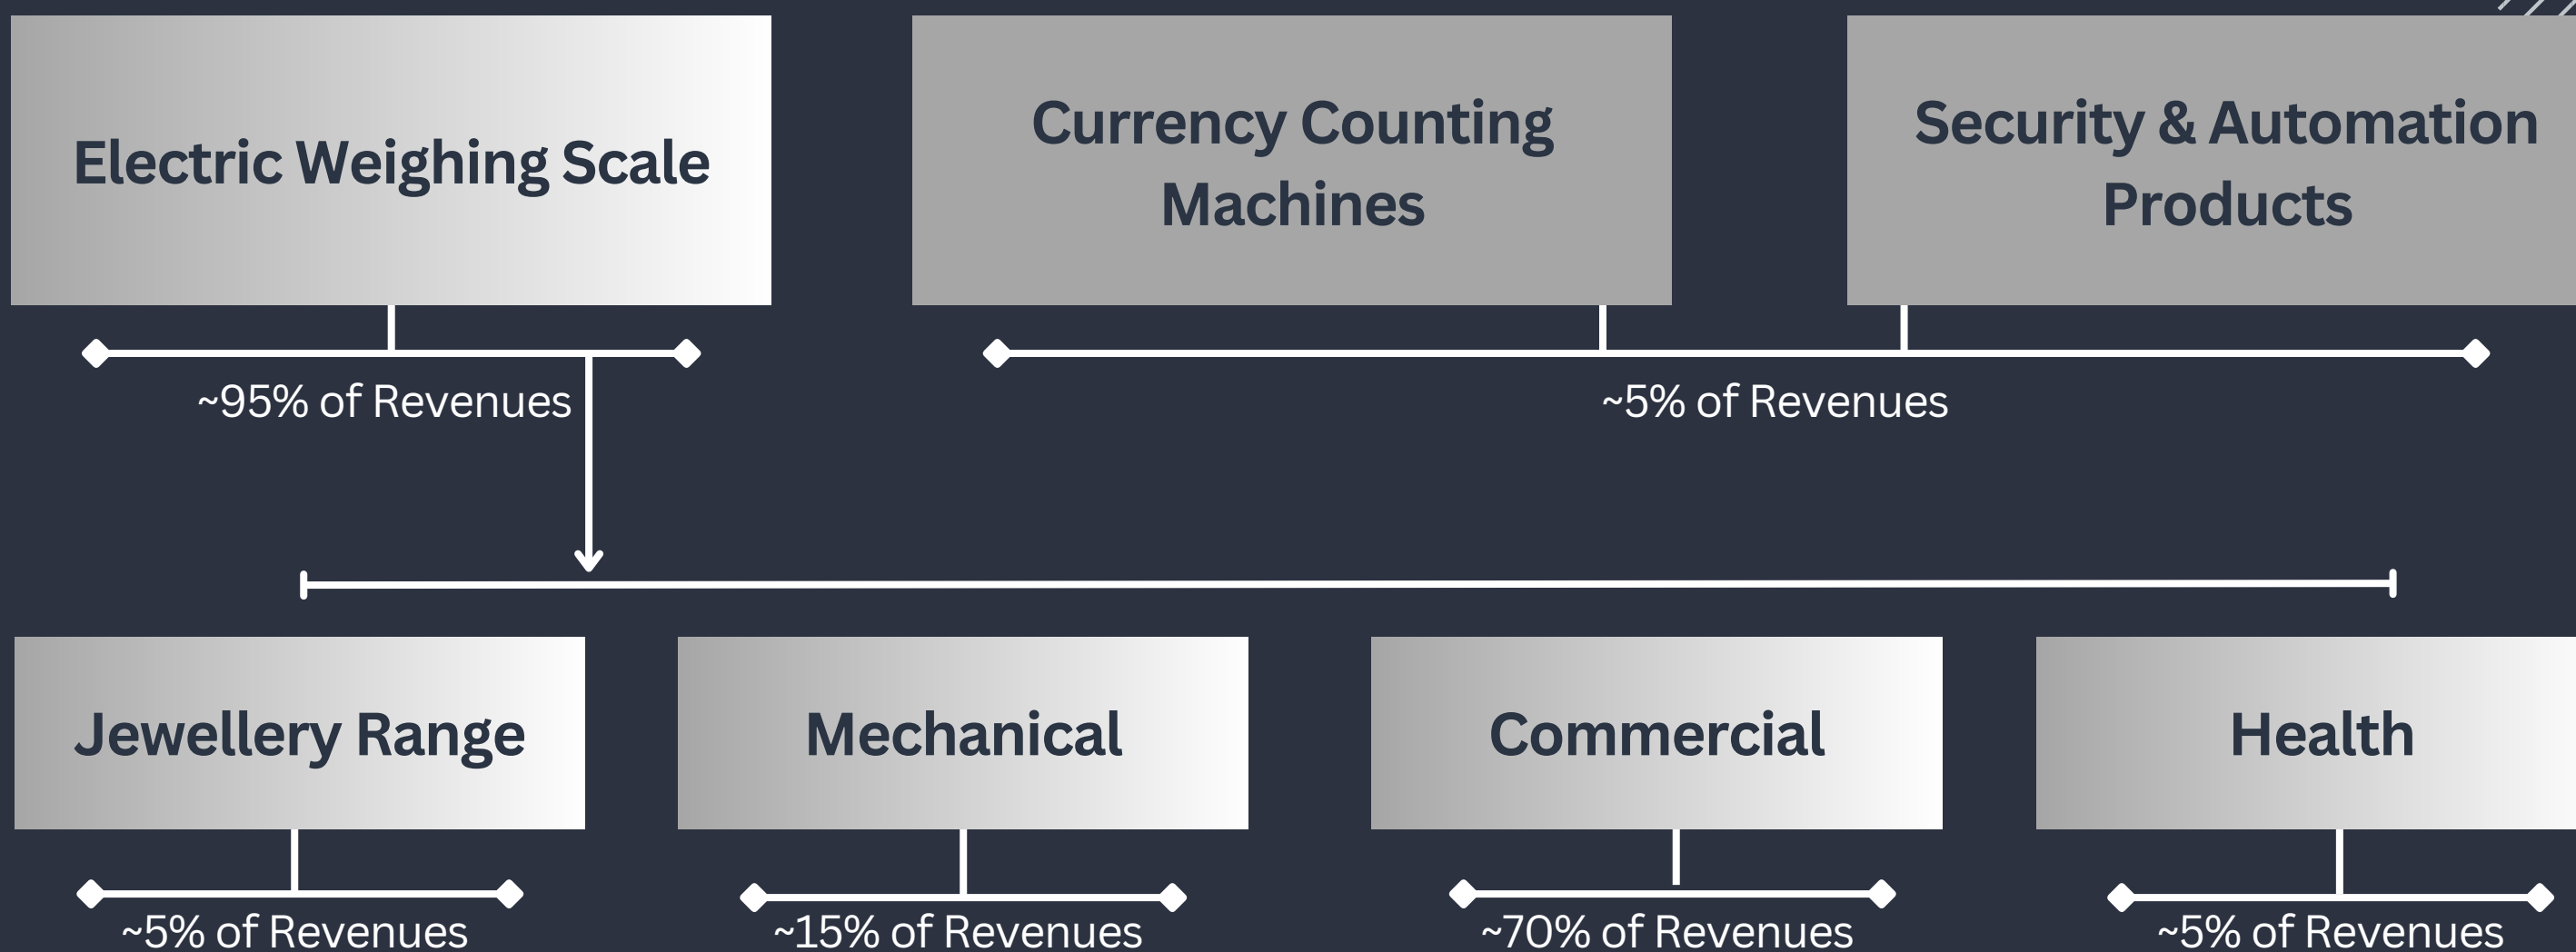 Electric Weighing Scale
Currency Counting
Machines
Security & Automation
Products
~95% of Revenues
~5% of Revenues
Jewellery Range
Mechanical
Commercial
Health
~5% of Revenues
~15% of Revenues
~70% of Revenues
~5% of Revenues